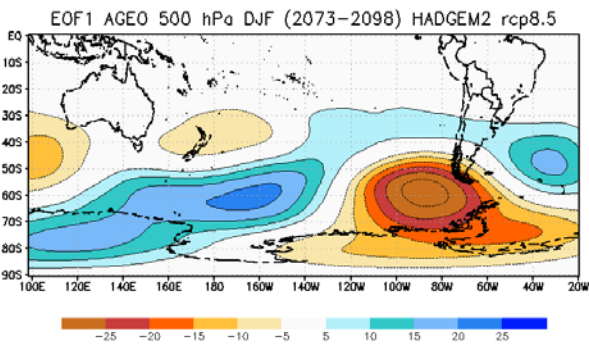 EOF1 AGEO 500 hPa DJF (2073-2098) HADGEM2 rcp8.5
EQ
10S
20S
30S
40S
50S
60S
70S
80S
90S
100E 120E 140E 160E 180 160W 140W 120W 100W 80W 60W 40W 20W
-25 -20 -15 -10 -5 5 10 15 20 25